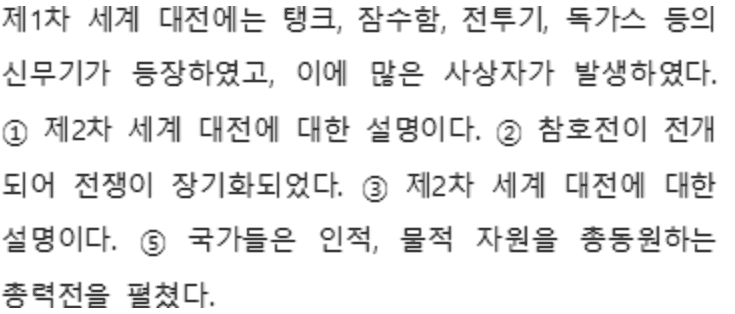 제1차 세계 대전에는 탱크, 잠수함, 전투기, 독가스 등의
신무기가 등장하였고, 이에 많은 사상자가 발생하였다.
① 제2차 세계 대전에 대한 설명이다. ② 참호전이 전개
되어 전쟁이 장기화되었다. ③ 제2차 세계 대전에 대한
설명이다. ⑤ 국가들은 인적, 물적 자원을 총동원하는
총력전을 펼쳤다.